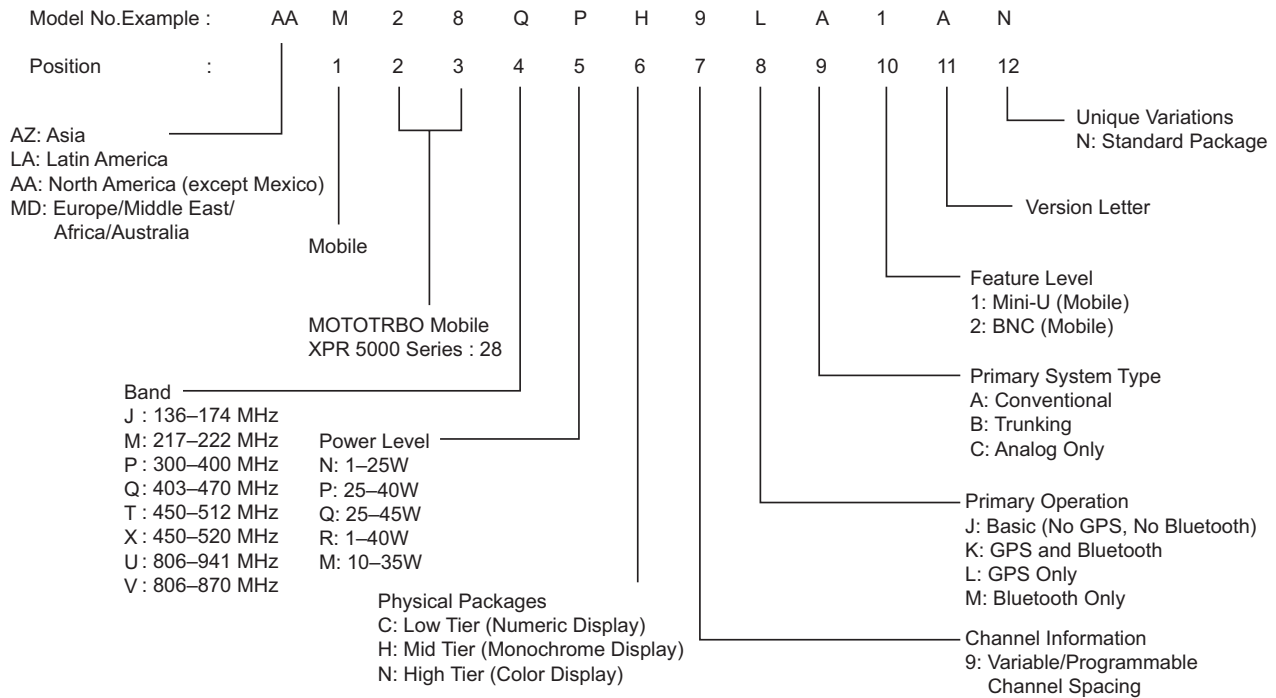 Model No.Example : AA M 2 8 Q P H 9 L A 1 A N
Position : 1 2 3 4 5 6 7 8 9 10 11 12
AZ: Asia
LA: Latin America
AA: North America (except Mexico)
MD: Europe/Middle East/
Africa/Australia
Mobile
MOTOTRBO Mobile
XPR 5000 Series : 28
Band
J : 136–174 MHz
M: 217–222 MHz
P : 300–400 MHz
Q: 403–470 MHz
T : 450–512 MHz
X : 450–520 MHz
U : 806–941 MHz
V : 806–870 MHz
Power Level
N: 1–25W
P: 25–40W
Q: 25–45W
R: 1–40W
M: 10–35W
Physical Packages
C: Low Tier (Numeric Display)
H: Mid Tier (Monochrome Display)
N: High Tier (Color Display)
Unique Variations
N: Standard Package
Version Letter
Feature Level
1: Mini-U (Mobile)
2: BNC (Mobile)
Primary System Type
A: Conventional
B: Trunking
C: Analog Only
Primary Operation
J: Basic (No GPS, No Bluetooth)
K: GPS and Bluetooth
L: GPS Only
M: Bluetooth Only
Channel Information
9: Variable/Programmable
Channel Spacing